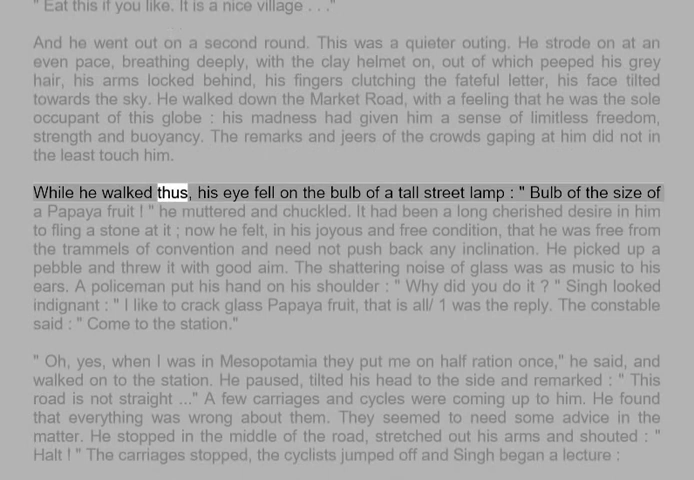 " Eat this if you like. It is a nice village . . ."
And he went out on a second round. This was a quieter outing. He strode on at an
even pace, breathing deeply, with the clay helmet on, out of which peeped his grey
hair, his arms locked behind, his fingers clutching the fateful letter, his face tilted
towards the sky. He walked down the Market Road, with a feeling that he was the sole
occupant of this globe : his madness had given him a sense of limitless freedom,
strength and buoyancy. The remarks and jeers of the crowds gaping at him did not in
the least touch him.
While he walked thus, his eye fell on the bulb of a tall street lamp : " Bulb of the size of
a Papaya fruit ! " he muttered and chuckled. It had been a long cherished desire in him
to fling a stone at it ; now he felt, in his joyous and free condition, that he was free from
the trammels of convention and need not push back any inclination. He picked up a
pebble and threw it with good aim. The shattering noise of glass was as music to his
ears. A policeman put his hand on his shoulder : " Why did you do it ? " Singh looked
indignant : " I like to crack glass Papaya fruit, that is all/ 1 was the reply. The constable
said : " Come to the station."
" Oh, yes, when I was in Mesopotamia they put me on half ration once," he said, and
walked on to the station. He paused, tilted his head to the side and remarked : " This
road is not straight ..." A few carriages and cycles were coming up to him. He found
that everything was wrong about them. They seemed to need some advice in the
matter. He stopped in the middle of the road, stretched out his arms and shouted : "
Halt ! " The carriages stopped, the cyclists jumped off and Singh began a lecture :